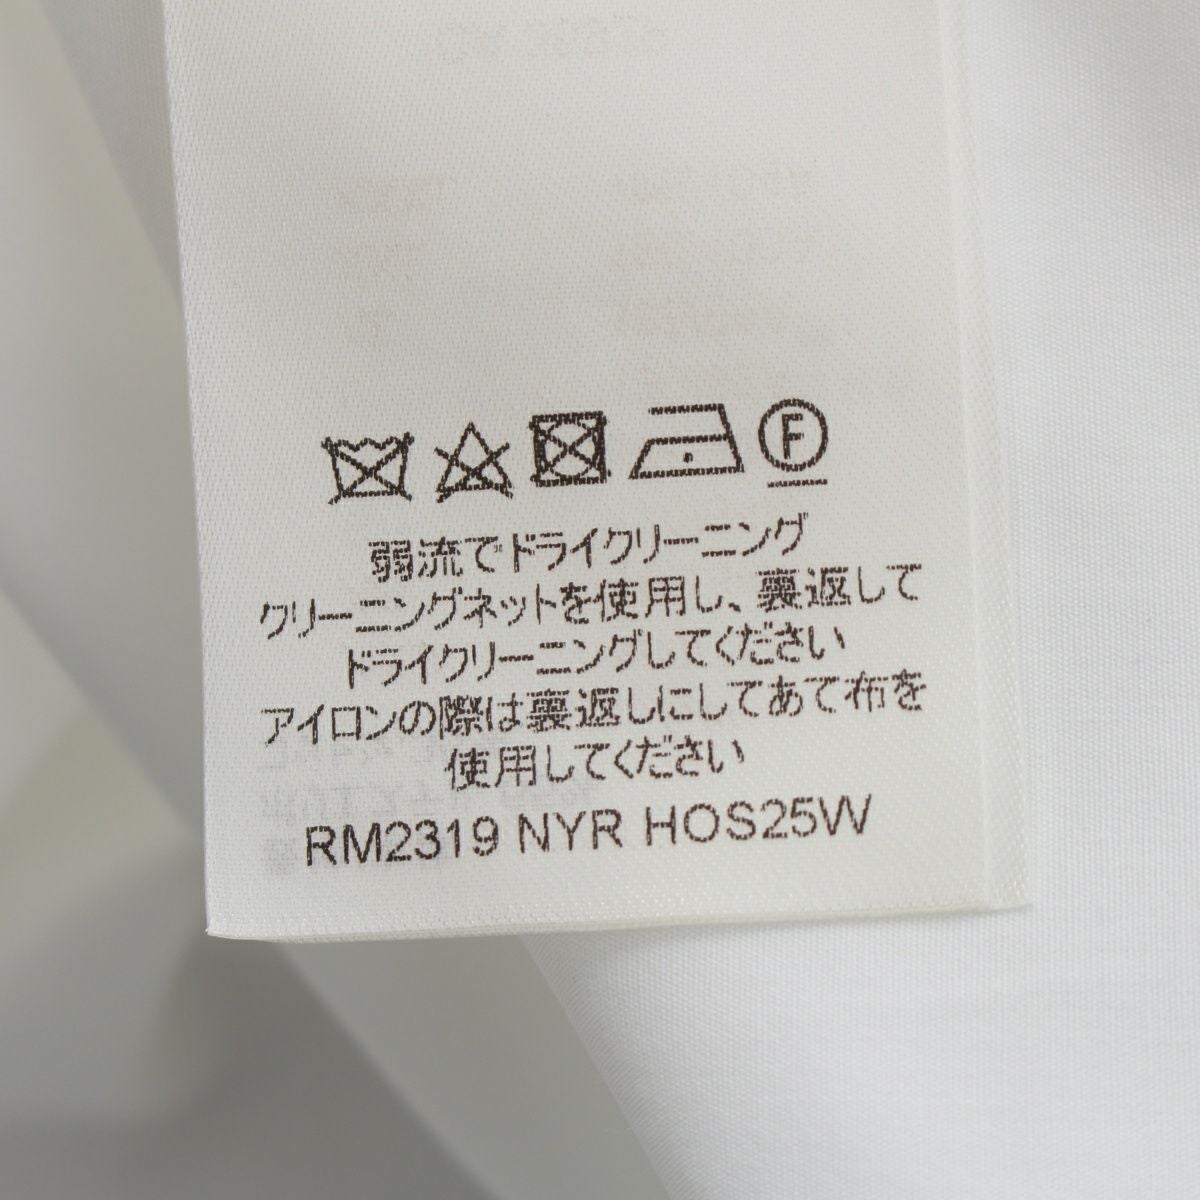 F
弱流でドライクリーニング
クリーニングネットを使用し、裏返して
ドライクリーニングしてください
アイロンの際は裏返しにしてあて布を
使用してください
RM2319 NYR HOS25W